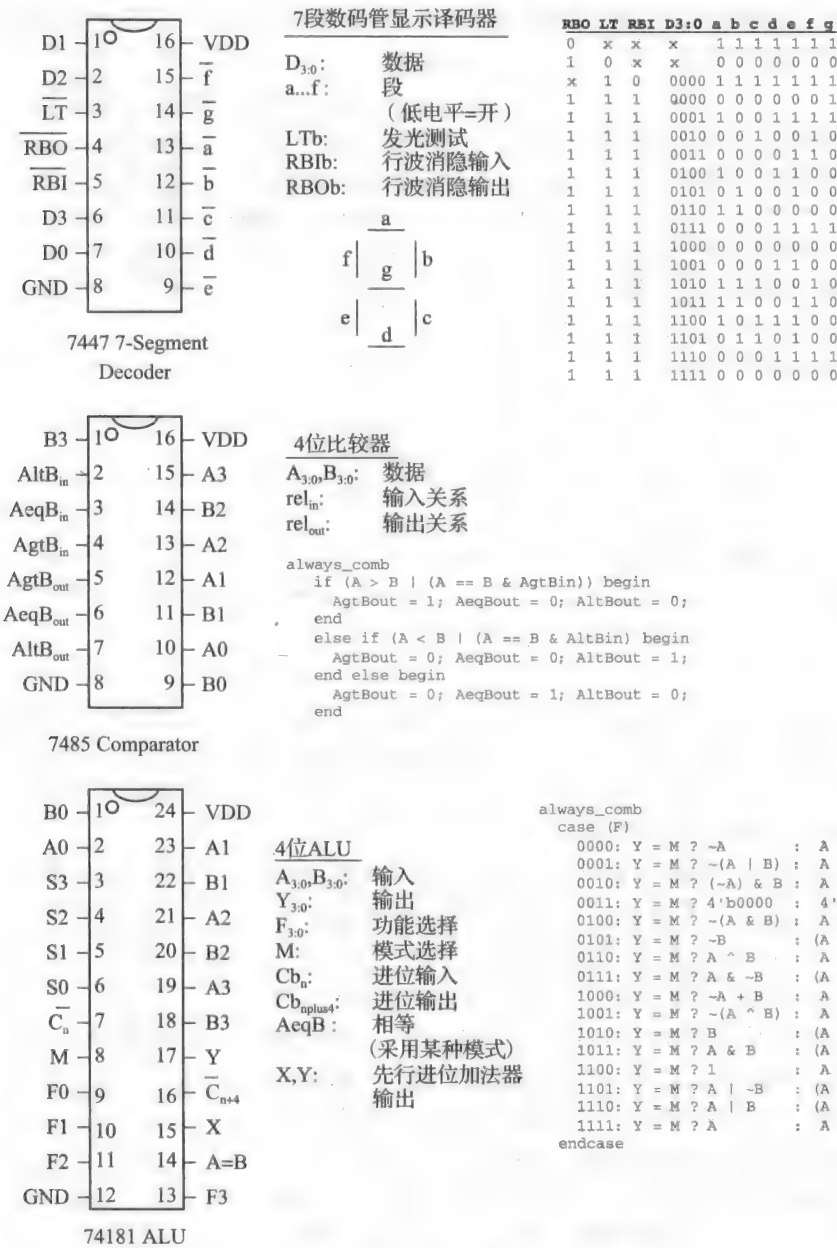 D1 1 16 VDD
D2 2 15 f̅
L̅T̅ 3 14 g̅
R̅B̅O̅ 4 13 a̅
R̅B̅I̅ 5 12 b̅
D3 6 11 c̅
D0 7 10 d̅
GND 8 9 e̅
7447 7-Segment
Decoder
7段数码管显示译码器
D3:0: 数据
a...f: 段
(低电平=开)
LTb: 发光测试
RBIb: 行波消隐输入
RBOb: 行波消隐输出
a
f g b
e d c
RBO LT RBI D3:0 a b c d e f g
0 x x x 1 1 1 1 1 1 1
1 0 x x 0 0 0 0 0 0 0
x 1 0 0000 1 1 1 1 1 1 1
1 1 1 0000 0 0 0 0 0 0 1
1 1 1 0001 1 0 0 1 1 1 1
1 1 1 0010 0 0 1 0 0 1 0
1 1 1 0011 0 0 0 0 1 1 0
1 1 1 0100 1 0 0 1 1 0 0
1 1 1 0101 0 1 0 0 1 0 0
1 1 1 0110 1 1 0 0 0 0 0
1 1 1 0111 0 0 0 1 1 1 1
1 1 1 1000 0 0 0 0 0 0 0
1 1 1 1001 0 0 0 1 1 0 0
1 1 1 1010 1 1 1 0 0 1 0
1 1 1 1011 1 1 0 0 1 1 0
1 1 1 1100 1 0 1 1 1 0 0
1 1 1 1101 0 1 1 0 1 0 0
1 1 1 1110 0 0 0 1 1 1 1
1 1 1 1111 0 0 0 0 0 0 0
B3 1 16 VDD
AltBin 2 15 A3
AeqBin 3 14 B2
AgtBin 4 13 A2
AgtBout 5 12 A1
AeqBout 6 11 B1
AltBout 7 10 A0
GND 8 9 B0
7485 Comparator
4位比较器
A3:0,B3:0: 数据
relin: 输入关系
relout: 输出关系
always_comb
if (A > B | (A == B & AgtBin)) begin
AgtBout = 1; AeqBout = 0; AltBout = 0;
end
else if (A < B | (A == B & AltBin) begin
AgtBout = 0; AeqBout = 0; AltBout = 1;
end else begin
AgtBout = 0; AeqBout = 1; AltBout = 0;
end
B0 1 24 VDD
A0 2 23 A1
S3 3 22 B1
S2 4 21 A2
S1 5 20 B2
S0 6 19 A3
C̅n 7 18 B3
M 8 17 Y
F0 9 16 C̅n+4
F1 10 15 X
F2 11 14 A=B
GND 12 13 F3
74181 ALU
4位ALU
A3:0,B3:0: 输入
Y3:0: 输出
F3:0: 功能选择
M: 模式选择
Cbn: 进位输入
Cbnplus4: 进位输出
AeqB: 相等
(采用某种模式)
X,Y: 先行进位加法器
输出
always_comb
case (F)
0000: Y = M ? ~A : A
0001: Y = M ? ~(A | B) : A
0010: Y = M ? (~A) & B : A
0011: Y = M ? 4'b0000 : 4'
0100: Y = M ? ~(A & B) : A
0101: Y = M ? ~B : (A
0110: Y = M ? A ^ B : A
0111: Y = M ? A & ~B : (A
1000: Y = M ? ~A + B : A
1001: Y = M ? ~(A ^ B) : A
1010: Y = M ? B : (A
1011: Y = M ? A & B : (A
1100: Y = M ? 1 : A
1101: Y = M ? A | ~B : (A
1110: Y = M ? A | B : (A
1111: Y = M ? A : A
endcase